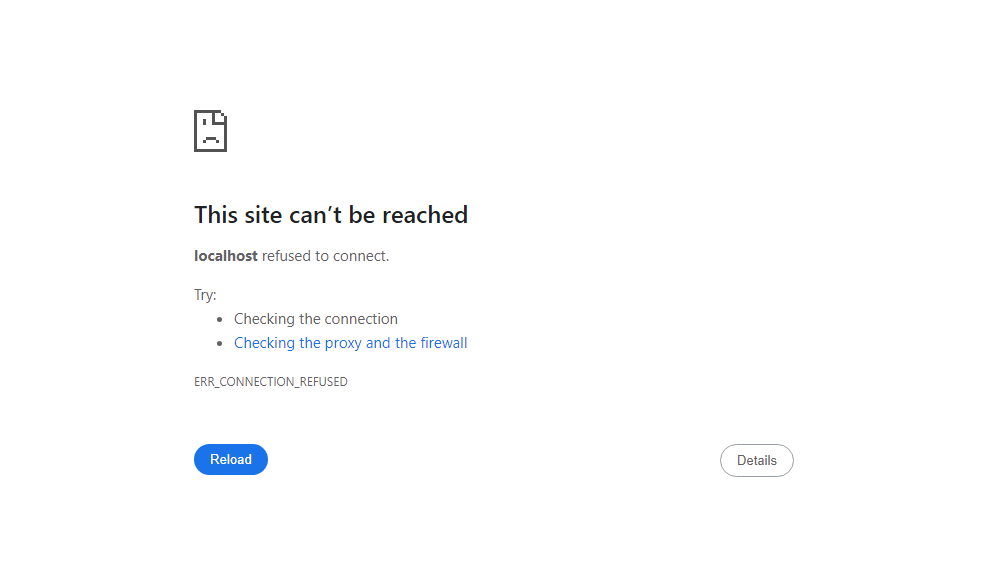 This site can’t be reached
localhost refused to connect.
Try:
Checking the connection
Checking the proxy and the firewall
ERR_CONNECTION_REFUSED
Reload
Details